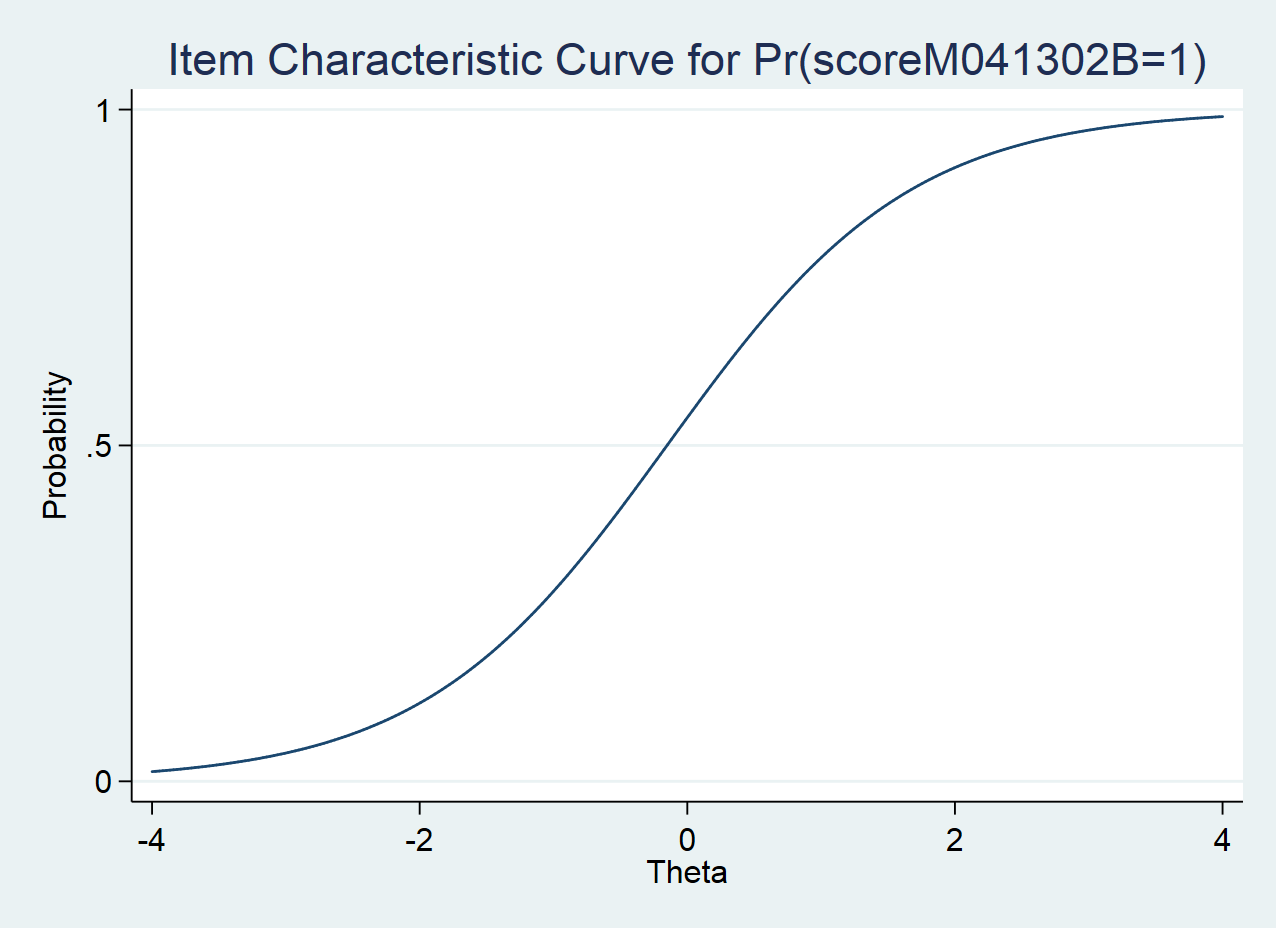 Item Characteristic Curve for Pr(scoreM041302B=1)
1
.5
0
Probability
-4 -2 0 2 4
Theta